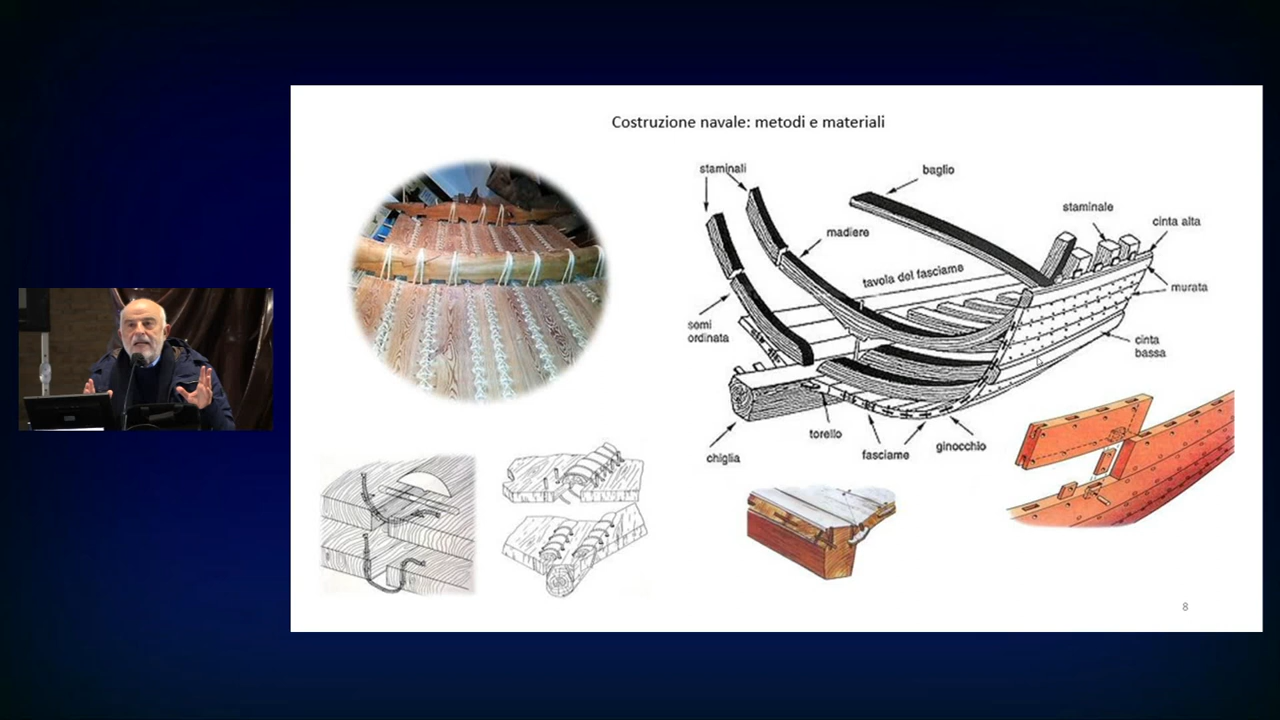 Costruzione navale: metodi e materiali
staminali
baglio
staminale
cinta alta
madiere
tavola del fasciame
murata
semi
ordinata
cinta
bassa
torello
ginocchio
fasciame
chiglia
8